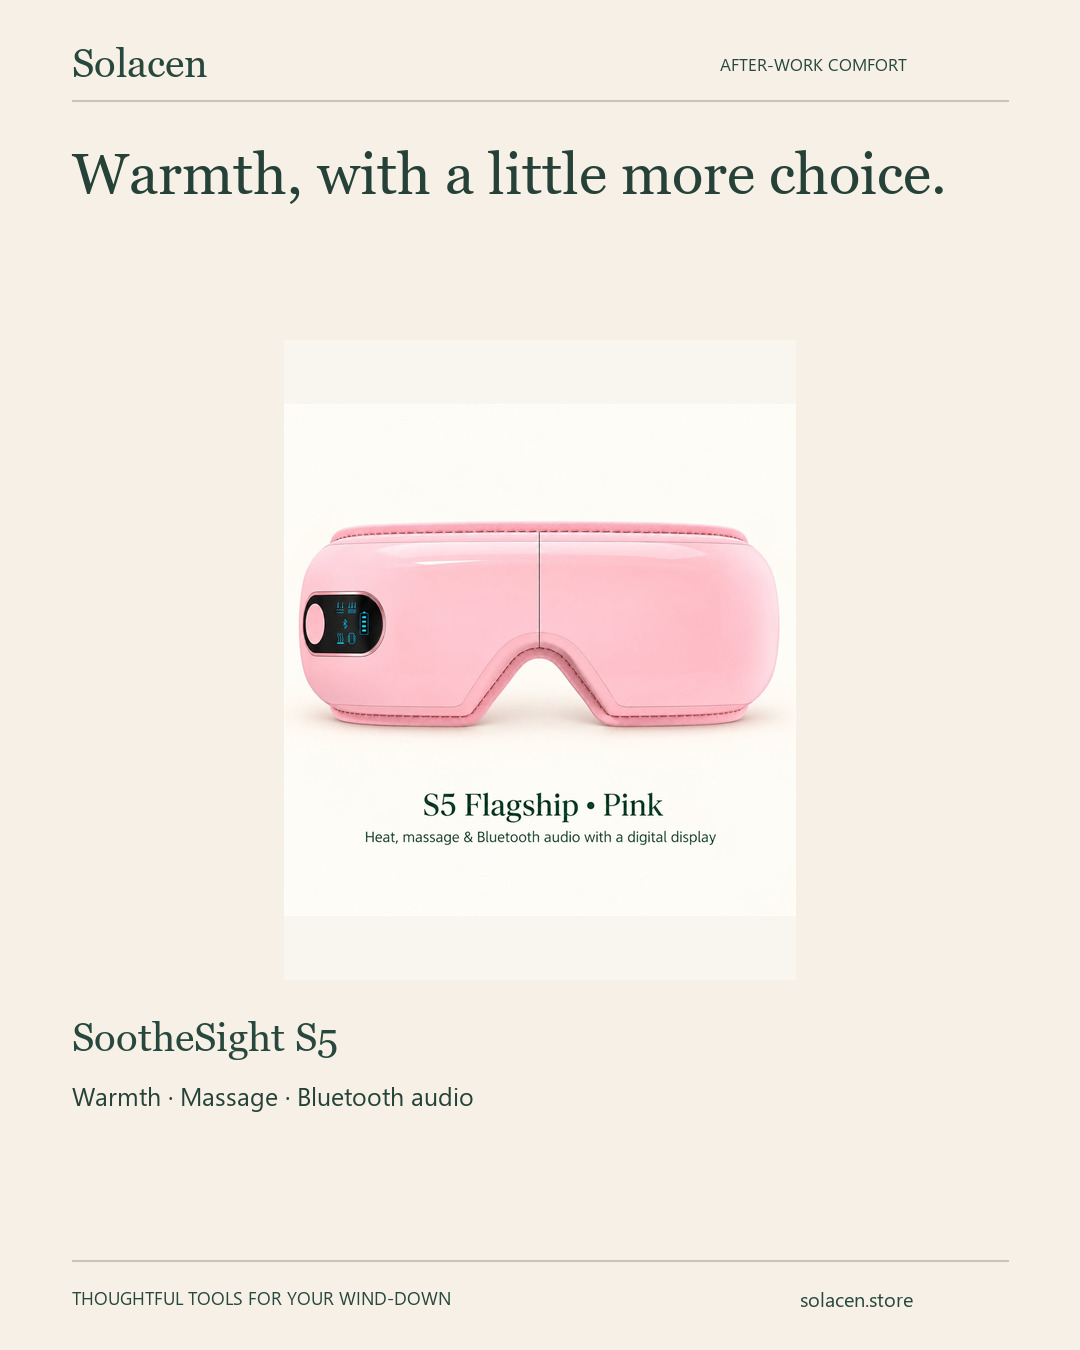 Solacen
AFTER-WORK COMFORT
Warmth, with a little more choice.
S5 Flagship • Pink
Heat, massage & Bluetooth audio with a digital display
SootheSight S5
Warmth · Massage · Bluetooth audio
THOUGHTFUL TOOLS FOR YOUR WIND-DOWN
solacen.store